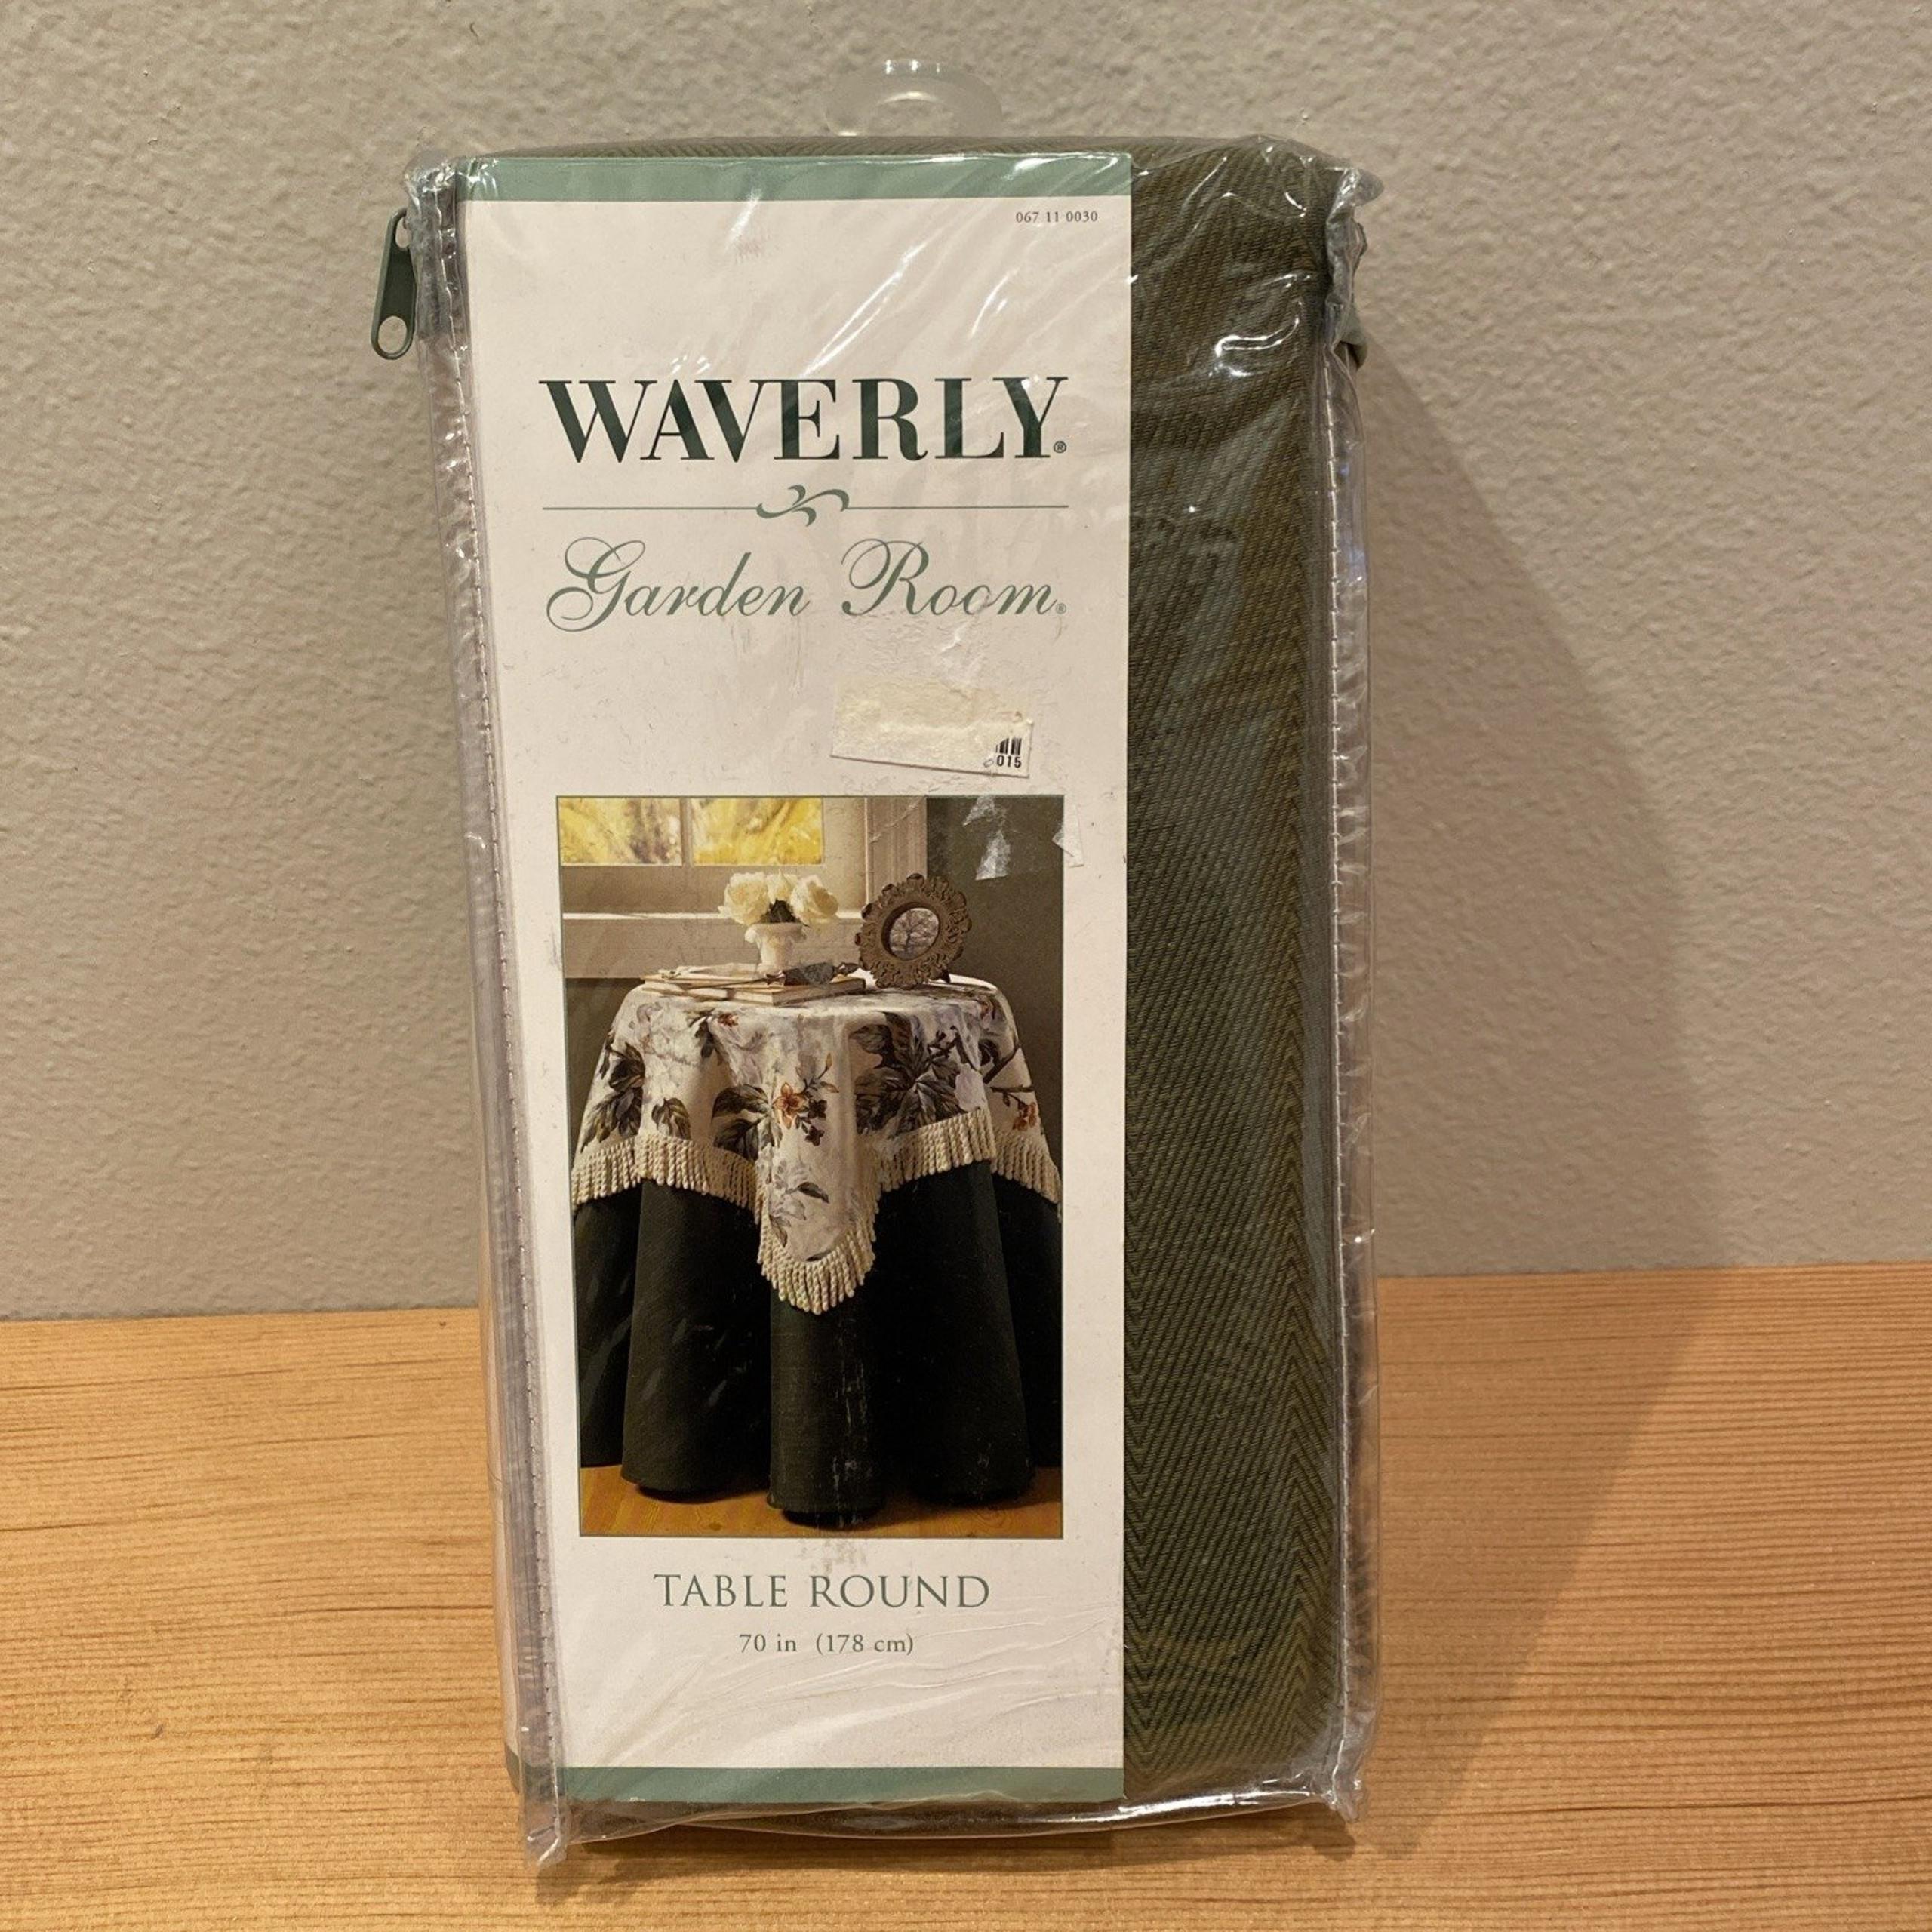 067 11 0030
WAVERLY®
Garden Room®
015
TABLE ROUND
70 in (178 cm)